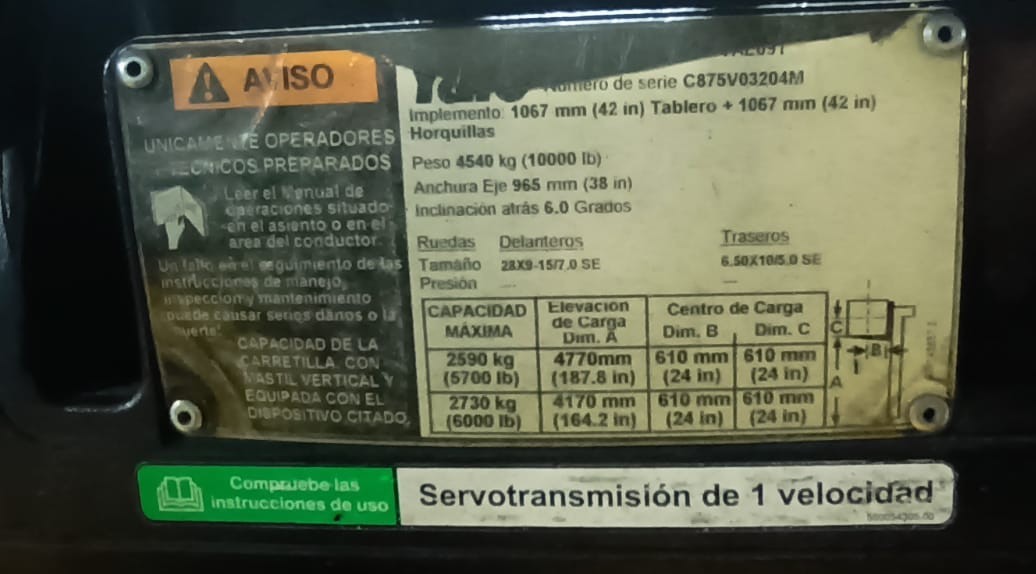 AVISO
UNICAMENTE OPERADORES
TECNICOS PREPARADOS
Leer el Manual de
operaciones situado
en el asiento o en el
area del conductor.
Un fallo en el seguimiento de las
instrucciones de manejo,
inspeccion y mantenimiento
puede causar serios daños o la
muerte!
CAPACIDAD DE LA
CARRETILLA, CON
MASTIL VERTICAL Y
EQUIPADA CON EL
DISPOSITIVO CITADO,
Número de serie C875V03204M
Implemento: 1067 mm (42 in) Tablero + 1067 mm (42 in)
Horquillas
Peso 4540 kg (10000 lb)
Anchura Eje 965 mm (38 in)
Inclinación atrás 6.0 Grados
Ruedas Delanteros Traseros
Tamaño 28X9-15/7.0 SE 6.50X10/5.0 SE
Presión --- ---
CAPACIDAD MÁXIMA Elevación de Carga Dim. A Centro de Carga Dim. B Dim. C
2590 kg 4770mm 610 mm 610 mm
(5700 lb) (187.8 in) (24 in) (24 in)
2730 kg 4170 mm 610 mm 610 mm
(6000 lb) (164.2 in) (24 in) (24 in)
C
B
A
Compruebe las
instrucciones de uso
Servotransmisión de 1 velocidad